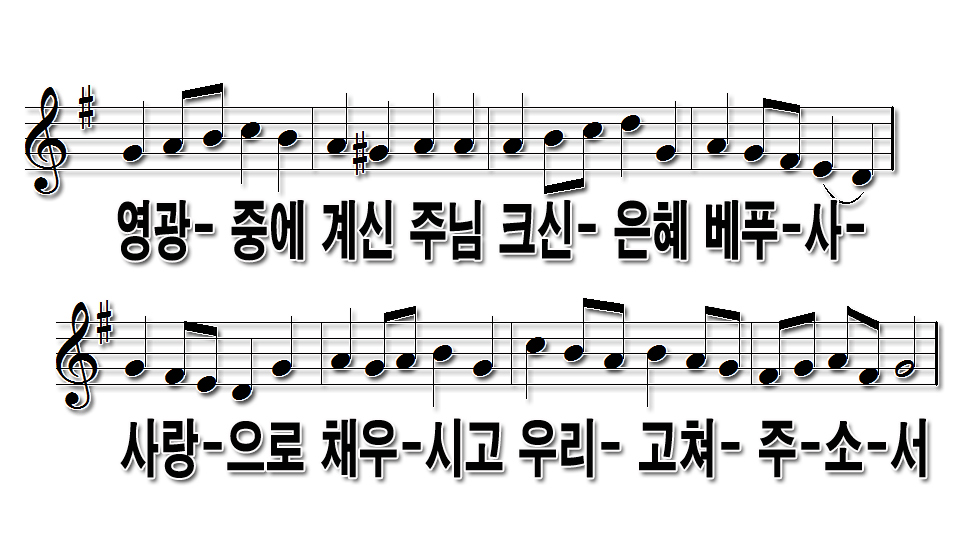 영광- 중에 계신 주님 크신- 은혜 베푸-사-
사랑-으로 채우-시고 우리- 고쳐- 주-소-서